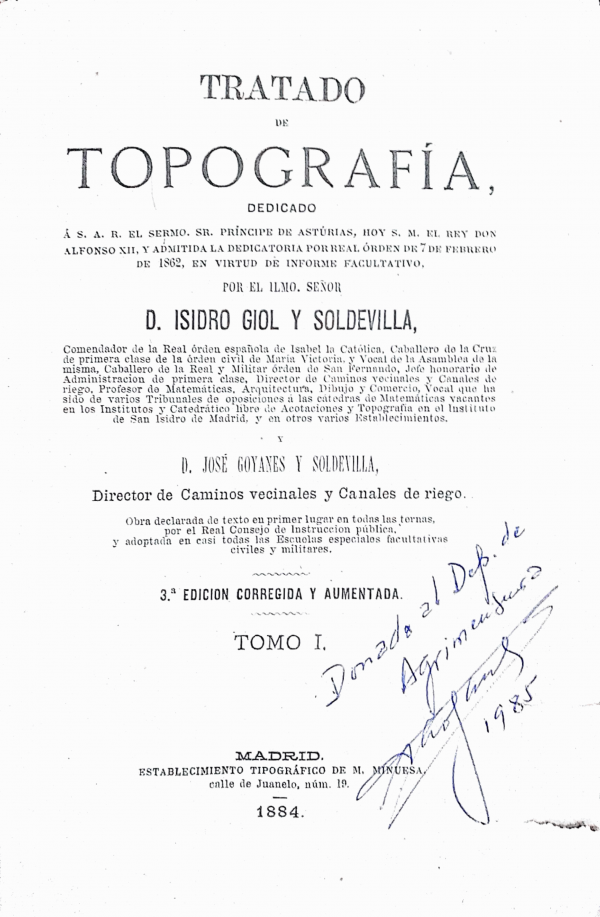 TRATADO
DE
TOPOGRAFÍA,
DEDICADO
Á S. A. R. EL SERMO. SR. PRÍNCIPE DE ASTÚRIAS, HOY S. M. EL REY DON
ALFONSO XII, Y ADMITIDA LA DEDICATORIA POR REAL ÓRDEN DE 7 DE FEBRERO
DE 1862, EN VIRTUD DE INFORME FACULTATIVO,
POR EL ILMO. SEÑOR
D. ISIDRO GIOL Y SOLDEVILLA,
Comendador de la Real órden española de Isabel la Católica, Caballero de la Cruz
de primera clase de la órden civil de María Victoria, y Vocal de la Asamblea de la
misma, Caballero de la Real y Militar órden de San Fernando, Jefe honorario de
Administracion de primera clase, Director de Caminos vecinales y Canales de
riego, Profesor de Matemáticas, Arquitectura, Dibujo y Comercio, Vocal que ha
sido de varios Tribunales de oposiciones á las cátedras de Matemáticas vacantes
en los Institutos y Catedrático libre de Acotaciones y Topografía en el Instituto
de San Isidro de Madrid, y en otros varios Establecimientos.
Y
D. JOSÉ GOYANES Y SOLDEVILLA,
Director de Caminos vecinales y Canales de riego.
Obra declarada de texto en primer lugar en todas las ternas,
por el Real Consejo de Instruccion pública,
y adoptada en casi todas las Escuelas especiales facultativas
civiles y militares.
3.ª EDICION CORREGIDA Y AUMENTADA.
TOMO I.
Donada al Dep. de
Agrimensura
1985
MADRID.
ESTABLECIMIENTO TIPOGRÁFICO DE M. MINUESA,
calle de Juanelo, núm. 19.
1884.